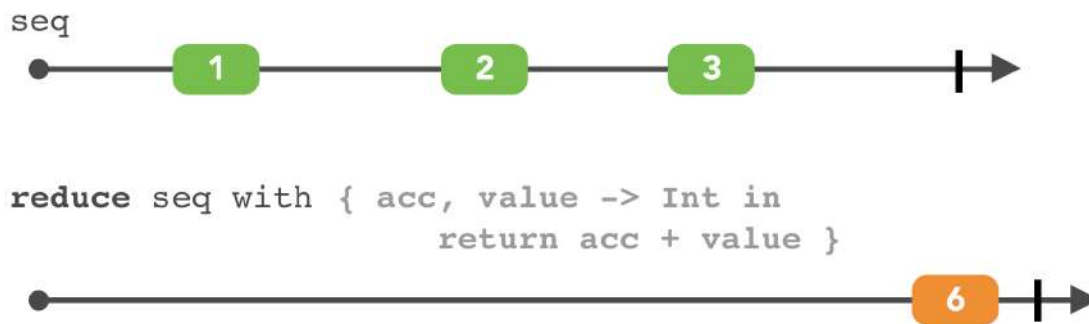 seq
1 2 3
reduce seq with { acc, value -> Int in
return acc + value }
6